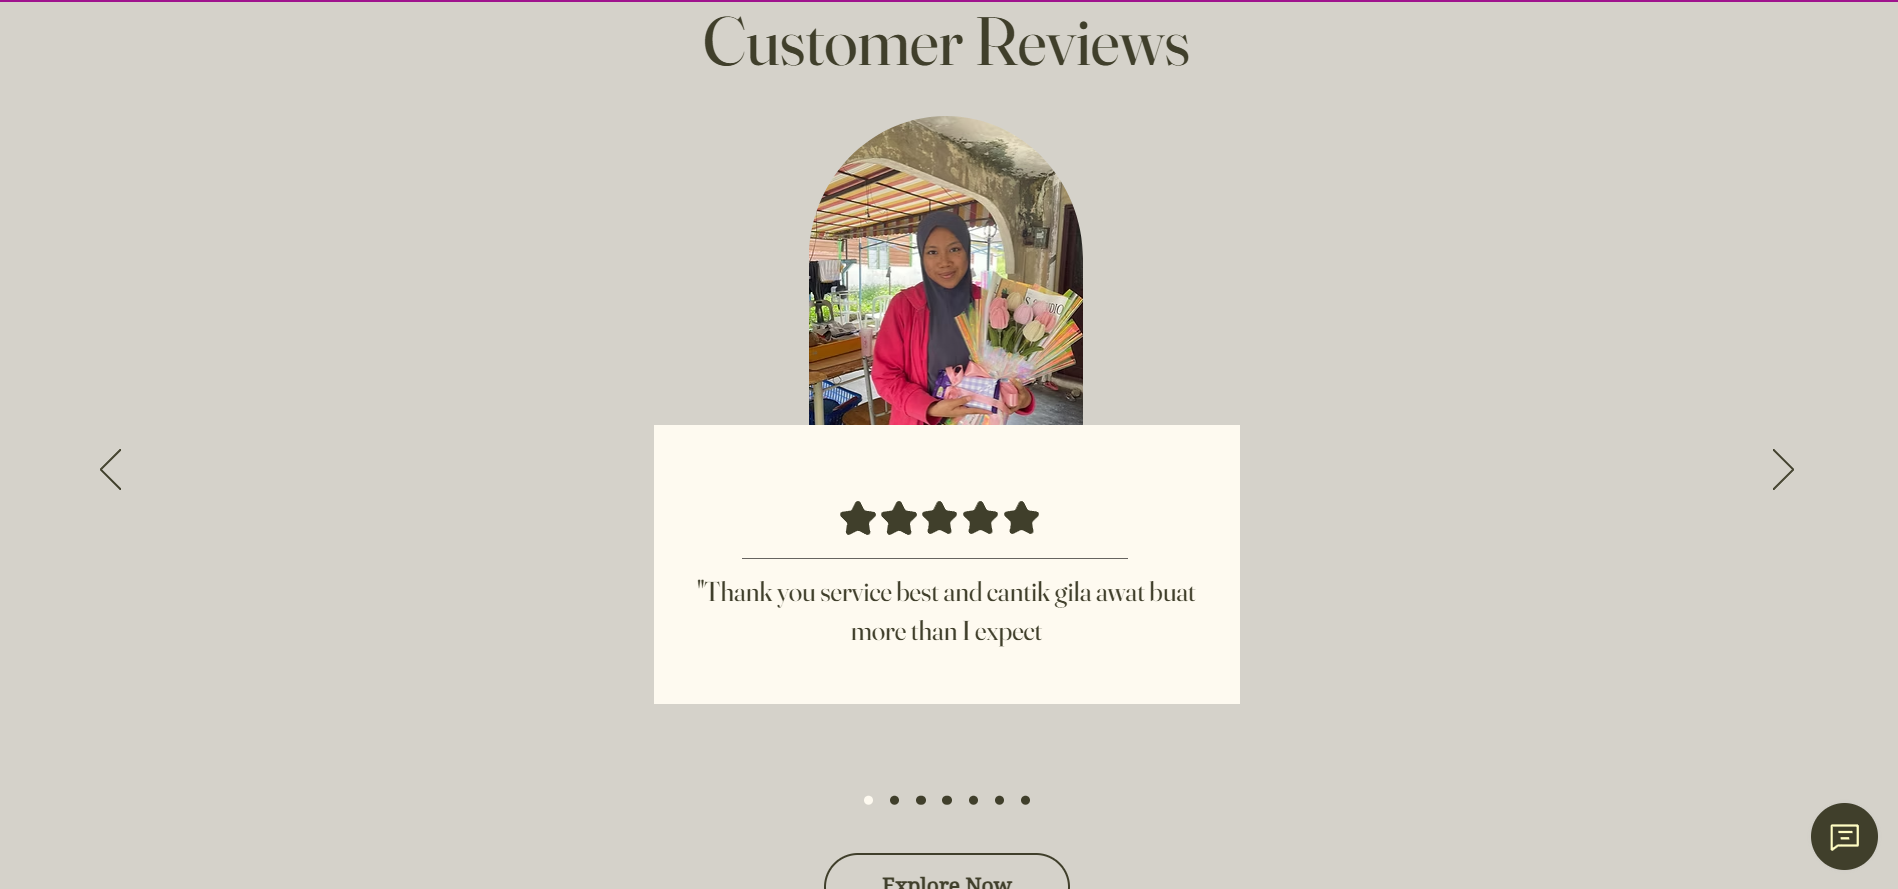 Customer Reviews
"Thank you service best and cantik gila awat buat
more than I expect
Explore Now